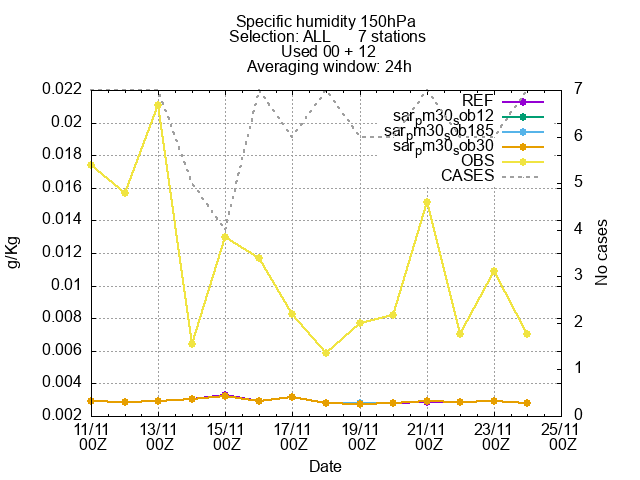 Specific humidity 150hPa
Selection: ALL 7 stations
Used 00 + 12
Averaging window: 24h
0.022
0.02
0.018
0.016
0.014
0.012
0.01
0.008
0.006
0.004
0.002
g/Kg
REF
sarpm30sob12
sarpm30sob185
sarpm30sob30
OBS
CASES
7
6
5
4
3
2
1
0
No cases
11/11 13/11 15/11 17/11 19/11 21/11 23/11 25/11
00Z 00Z 00Z 00Z 00Z 00Z 00Z 00Z
Date